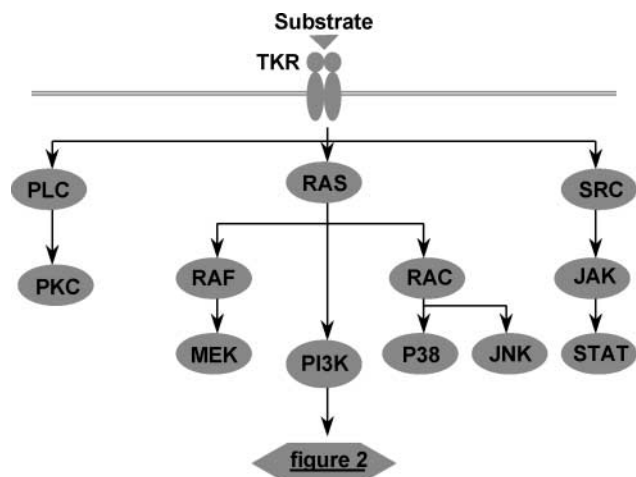 Substrate
TKR
PLC
RAS
SRC
PKC
RAF
RAC
JAK
MEK
PI3K
P38
JNK
STAT
figure 2